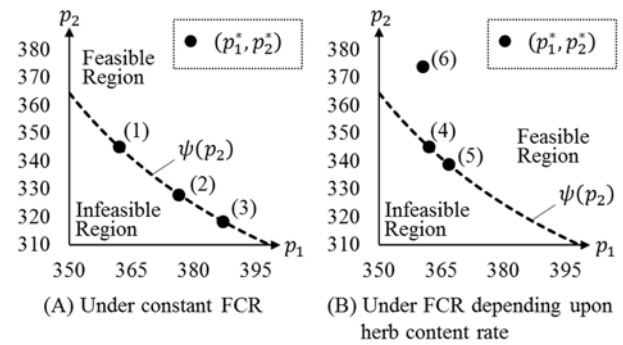 p₂
(p₁*, p₂*)
380
370
360
350
340
330
320
310
Feasible
Region
(1)
ψ(p₂)
(2)
(3)
Infeasible
Region
p₁
350
365
380
395
(A) Under constant FCR
p₂
(p₁*, p₂*)
380
370
360
350
340
330
320
310
(6)
(4)
(5)
Feasible
Region
ψ(p₂)
Infeasible
Region
p₁
350
365
380
395
(B) Under FCR depending upon
herb content rate